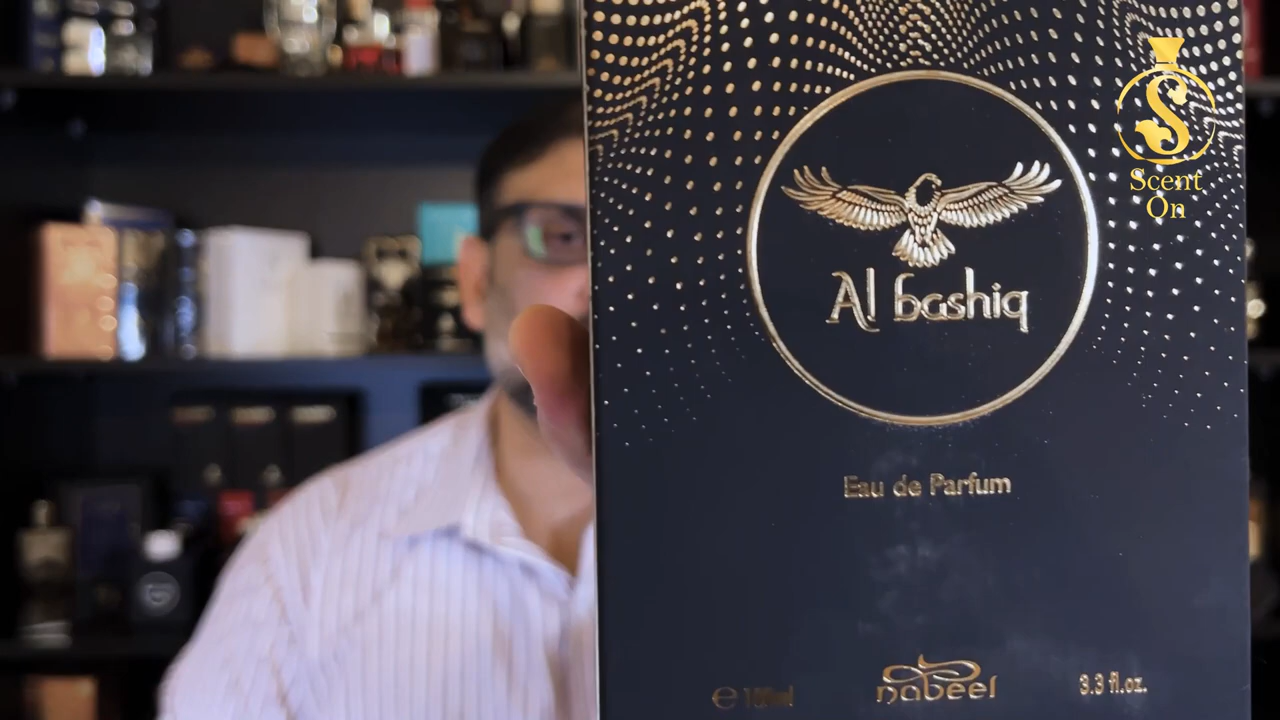 Scent
On
Al bashiq
Eau de Parfum
nabeel
℮ 100ml
3.3 fl.oz.